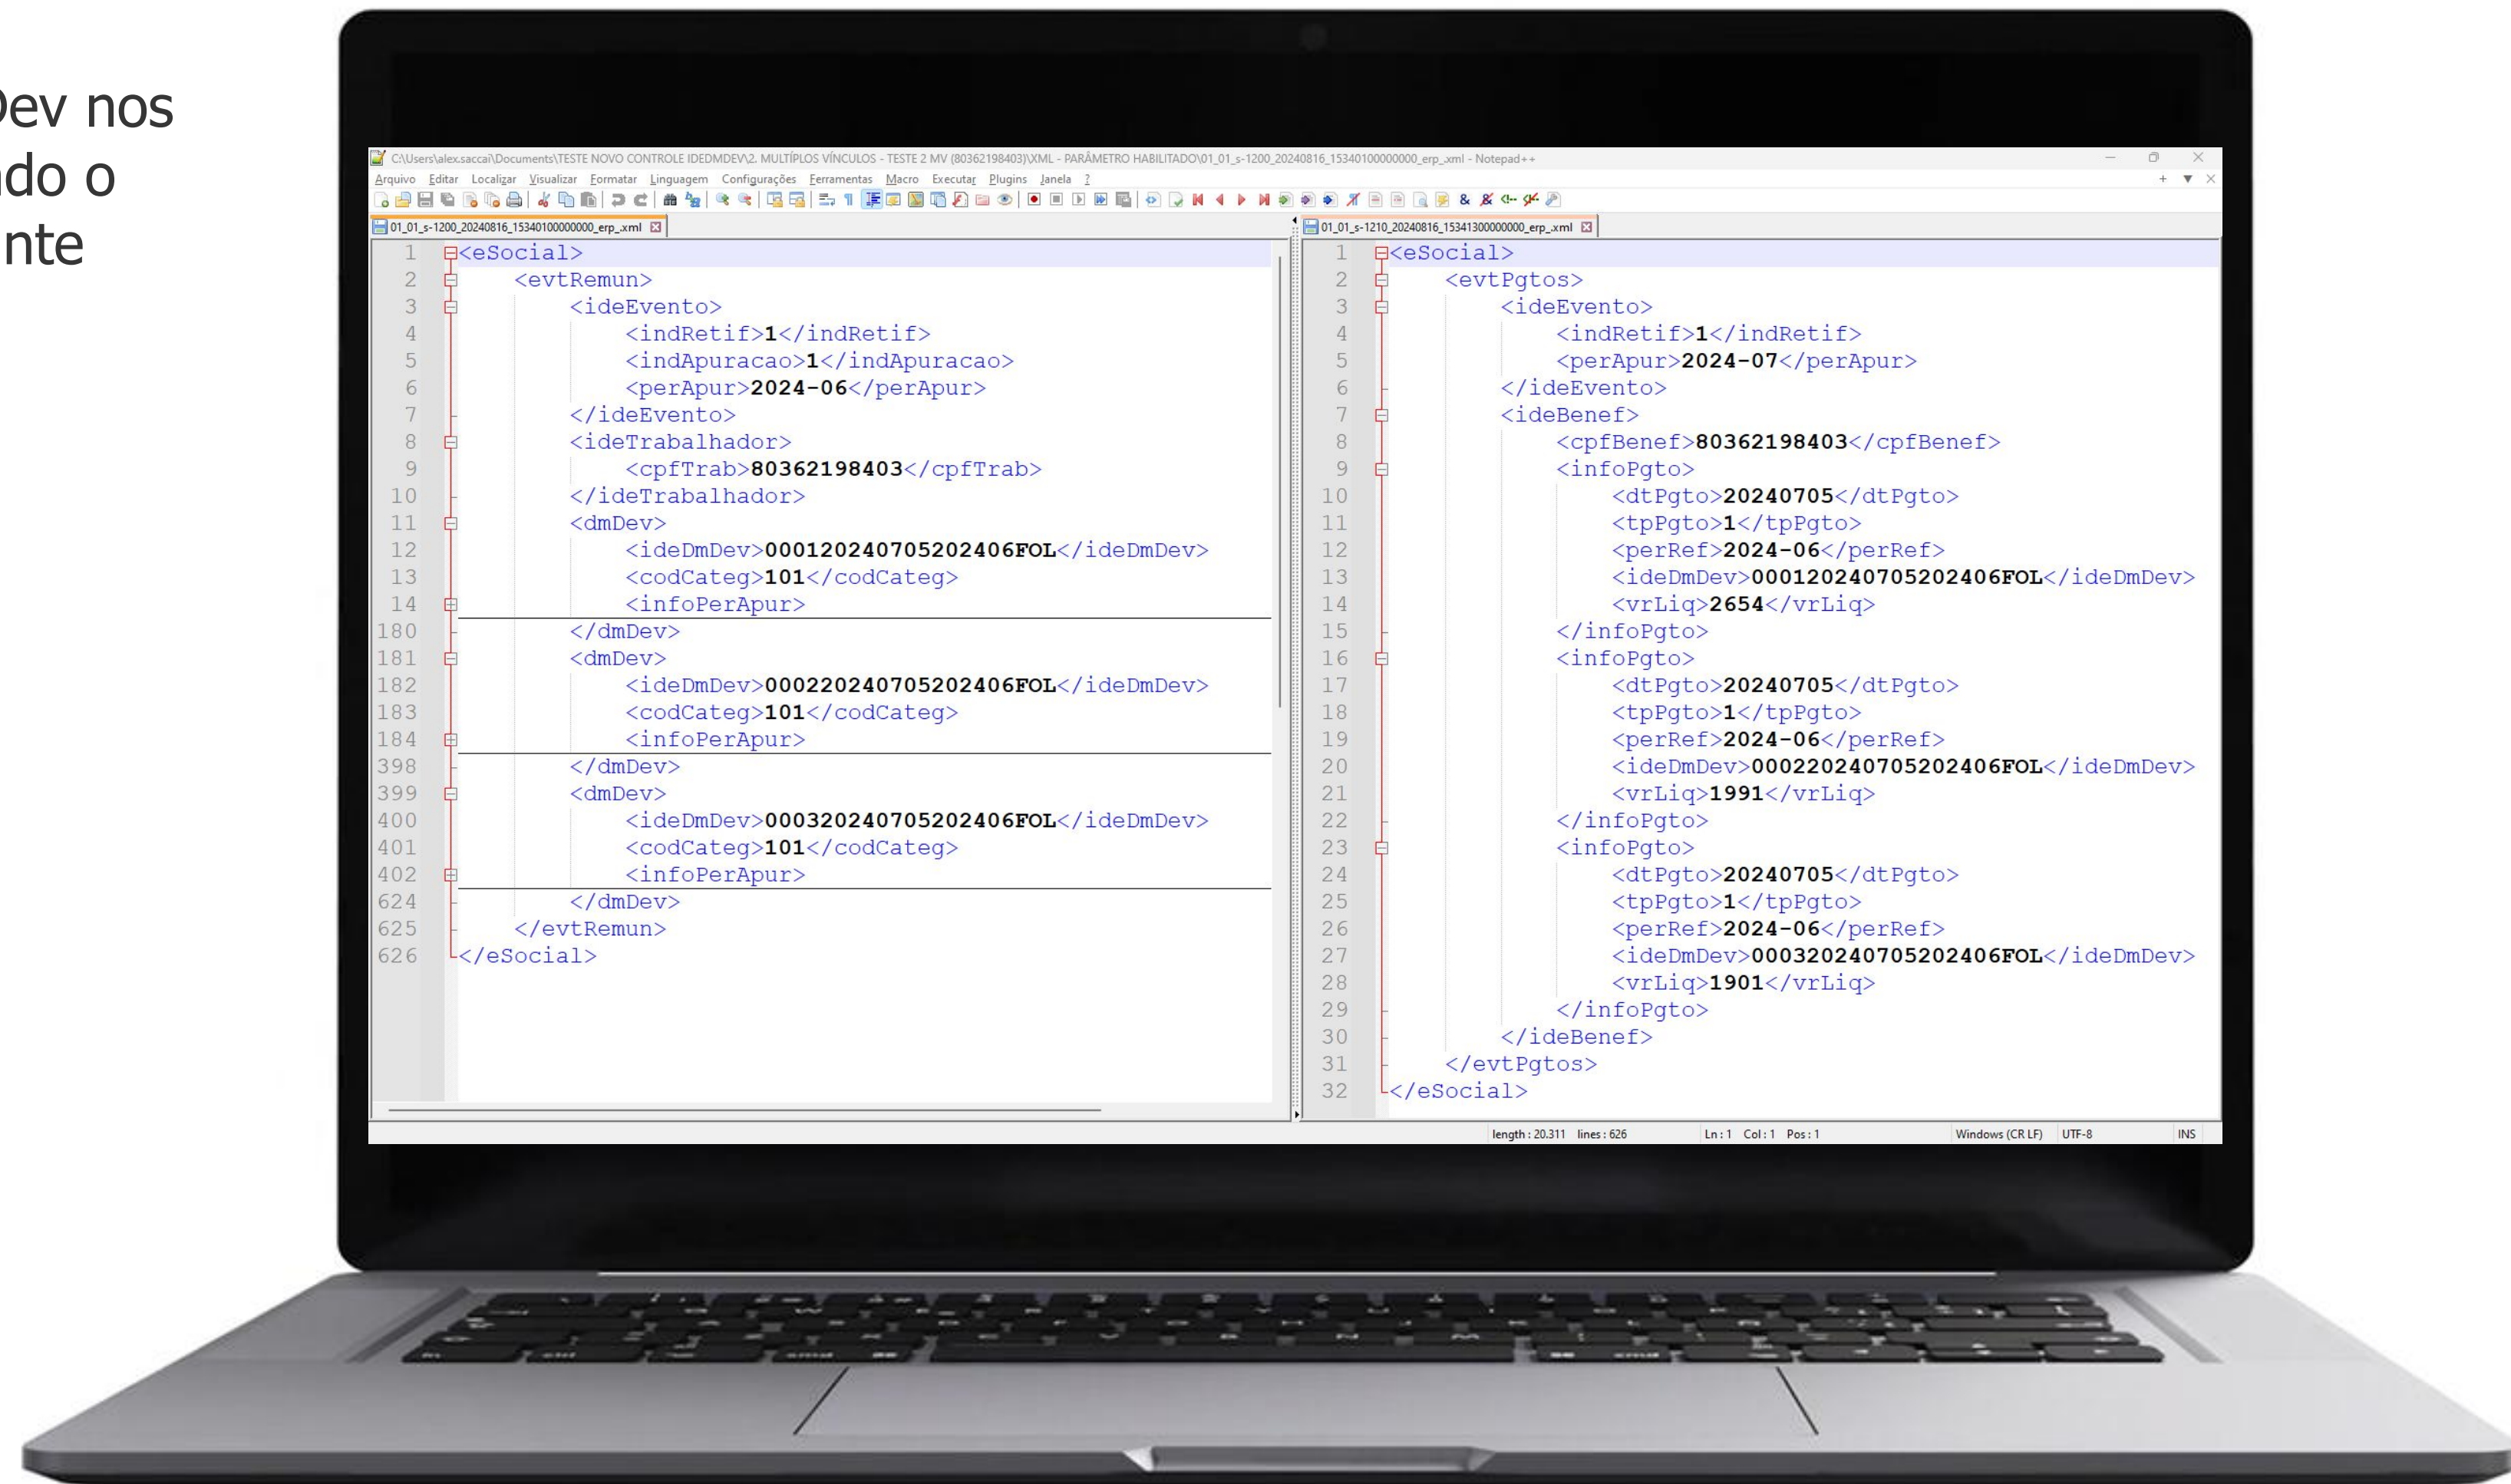 Dev nos
ndo o
nte
C:\Users\alex.saccai\Documents\TESTE NOVO CONTROLE IDEDMDEV\2. MULTÍPLOS VÍNCULOS - TESTE 2 MV (80362198403)\XML - PARÂMETRO HABILITADO\01_01_s-1200_20240816_15340100000000_erp_.xml - Notepad++
Arquivo Editar Localizar Visualizar Formatar Linguagem Configurações Ferramentas Macro Executar Plugins Janela ?
01_01_s-1200_20240816_15340100000000_erp_.xml
1 <eSocial>
2 <evtRemun>
3 <ideEvento>
4 <indRetif>1</indRetif>
5 <indApuracao>1</indApuracao>
6 <perApur>2024-06</perApur>
7 </ideEvento>
8 <ideTrabalhador>
9 <cpfTrab>80362198403</cpfTrab>
10 </ideTrabalhador>
11 <dmDev>
12 <ideDmDev>000120240705202406FOL</ideDmDev>
13 <codCateg>101</codCateg>
14 <infoPerApur>
180 </dmDev>
181 <dmDev>
182 <ideDmDev>000220240705202406FOL</ideDmDev>
183 <codCateg>101</codCateg>
184 <infoPerApur>
398 </dmDev>
399 <dmDev>
400 <ideDmDev>000320240705202406FOL</ideDmDev>
401 <codCateg>101</codCateg>
402 <infoPerApur>
624 </dmDev>
625 </evtRemun>
626 </eSocial>
01_01_s-1210_20240816_15341300000000_erp_.xml
1 <eSocial>
2 <evtPgtos>
3 <ideEvento>
4 <indRetif>1</indRetif>
5 <perApur>2024-07</perApur>
6 </ideEvento>
7 <ideBenef>
8 <cpfBenef>80362198403</cpfBenef>
9 <infoPgto>
10 <dtPgto>20240705</dtPgto>
11 <tpPgto>1</tpPgto>
12 <perRef>2024-06</perRef>
13 <ideDmDev>000120240705202406FOL</ideDmDev>
14 <vrLiq>2654</vrLiq>
15 </infoPgto>
16 <infoPgto>
17 <dtPgto>20240705</dtPgto>
18 <tpPgto>1</tpPgto>
19 <perRef>2024-06</perRef>
20 <ideDmDev>000220240705202406FOL</ideDmDev>
21 <vrLiq>1991</vrLiq>
22 </infoPgto>
23 <infoPgto>
24 <dtPgto>20240705</dtPgto>
25 <tpPgto>1</tpPgto>
26 <perRef>2024-06</perRef>
27 <ideDmDev>000320240705202406FOL</ideDmDev>
28 <vrLiq>1901</vrLiq>
29 </infoPgto>
30 </ideBenef>
31 </evtPgtos>
32 </eSocial>
length : 20.311 lines : 626 Ln : 1 Col : 1 Pos : 1 Windows (CR LF) UTF-8 INS